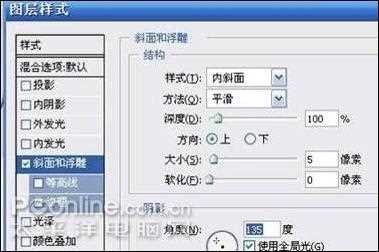 图层样式
样式
混合选项:默认
投影
内阴影
外发光
内发光
斜面和浮雕
等高线
光泽
颜色叠加
斜面和浮雕
结构
样式(T): 内斜面
方法(Q): 平滑
深度(D): 100 %
方向: 上 下
大小(S): 5 像素
软化(F): 0 像素
阴影
角度(N): 135 度
使用全局光(G)
PConline.com.cn
太平洋电脑网